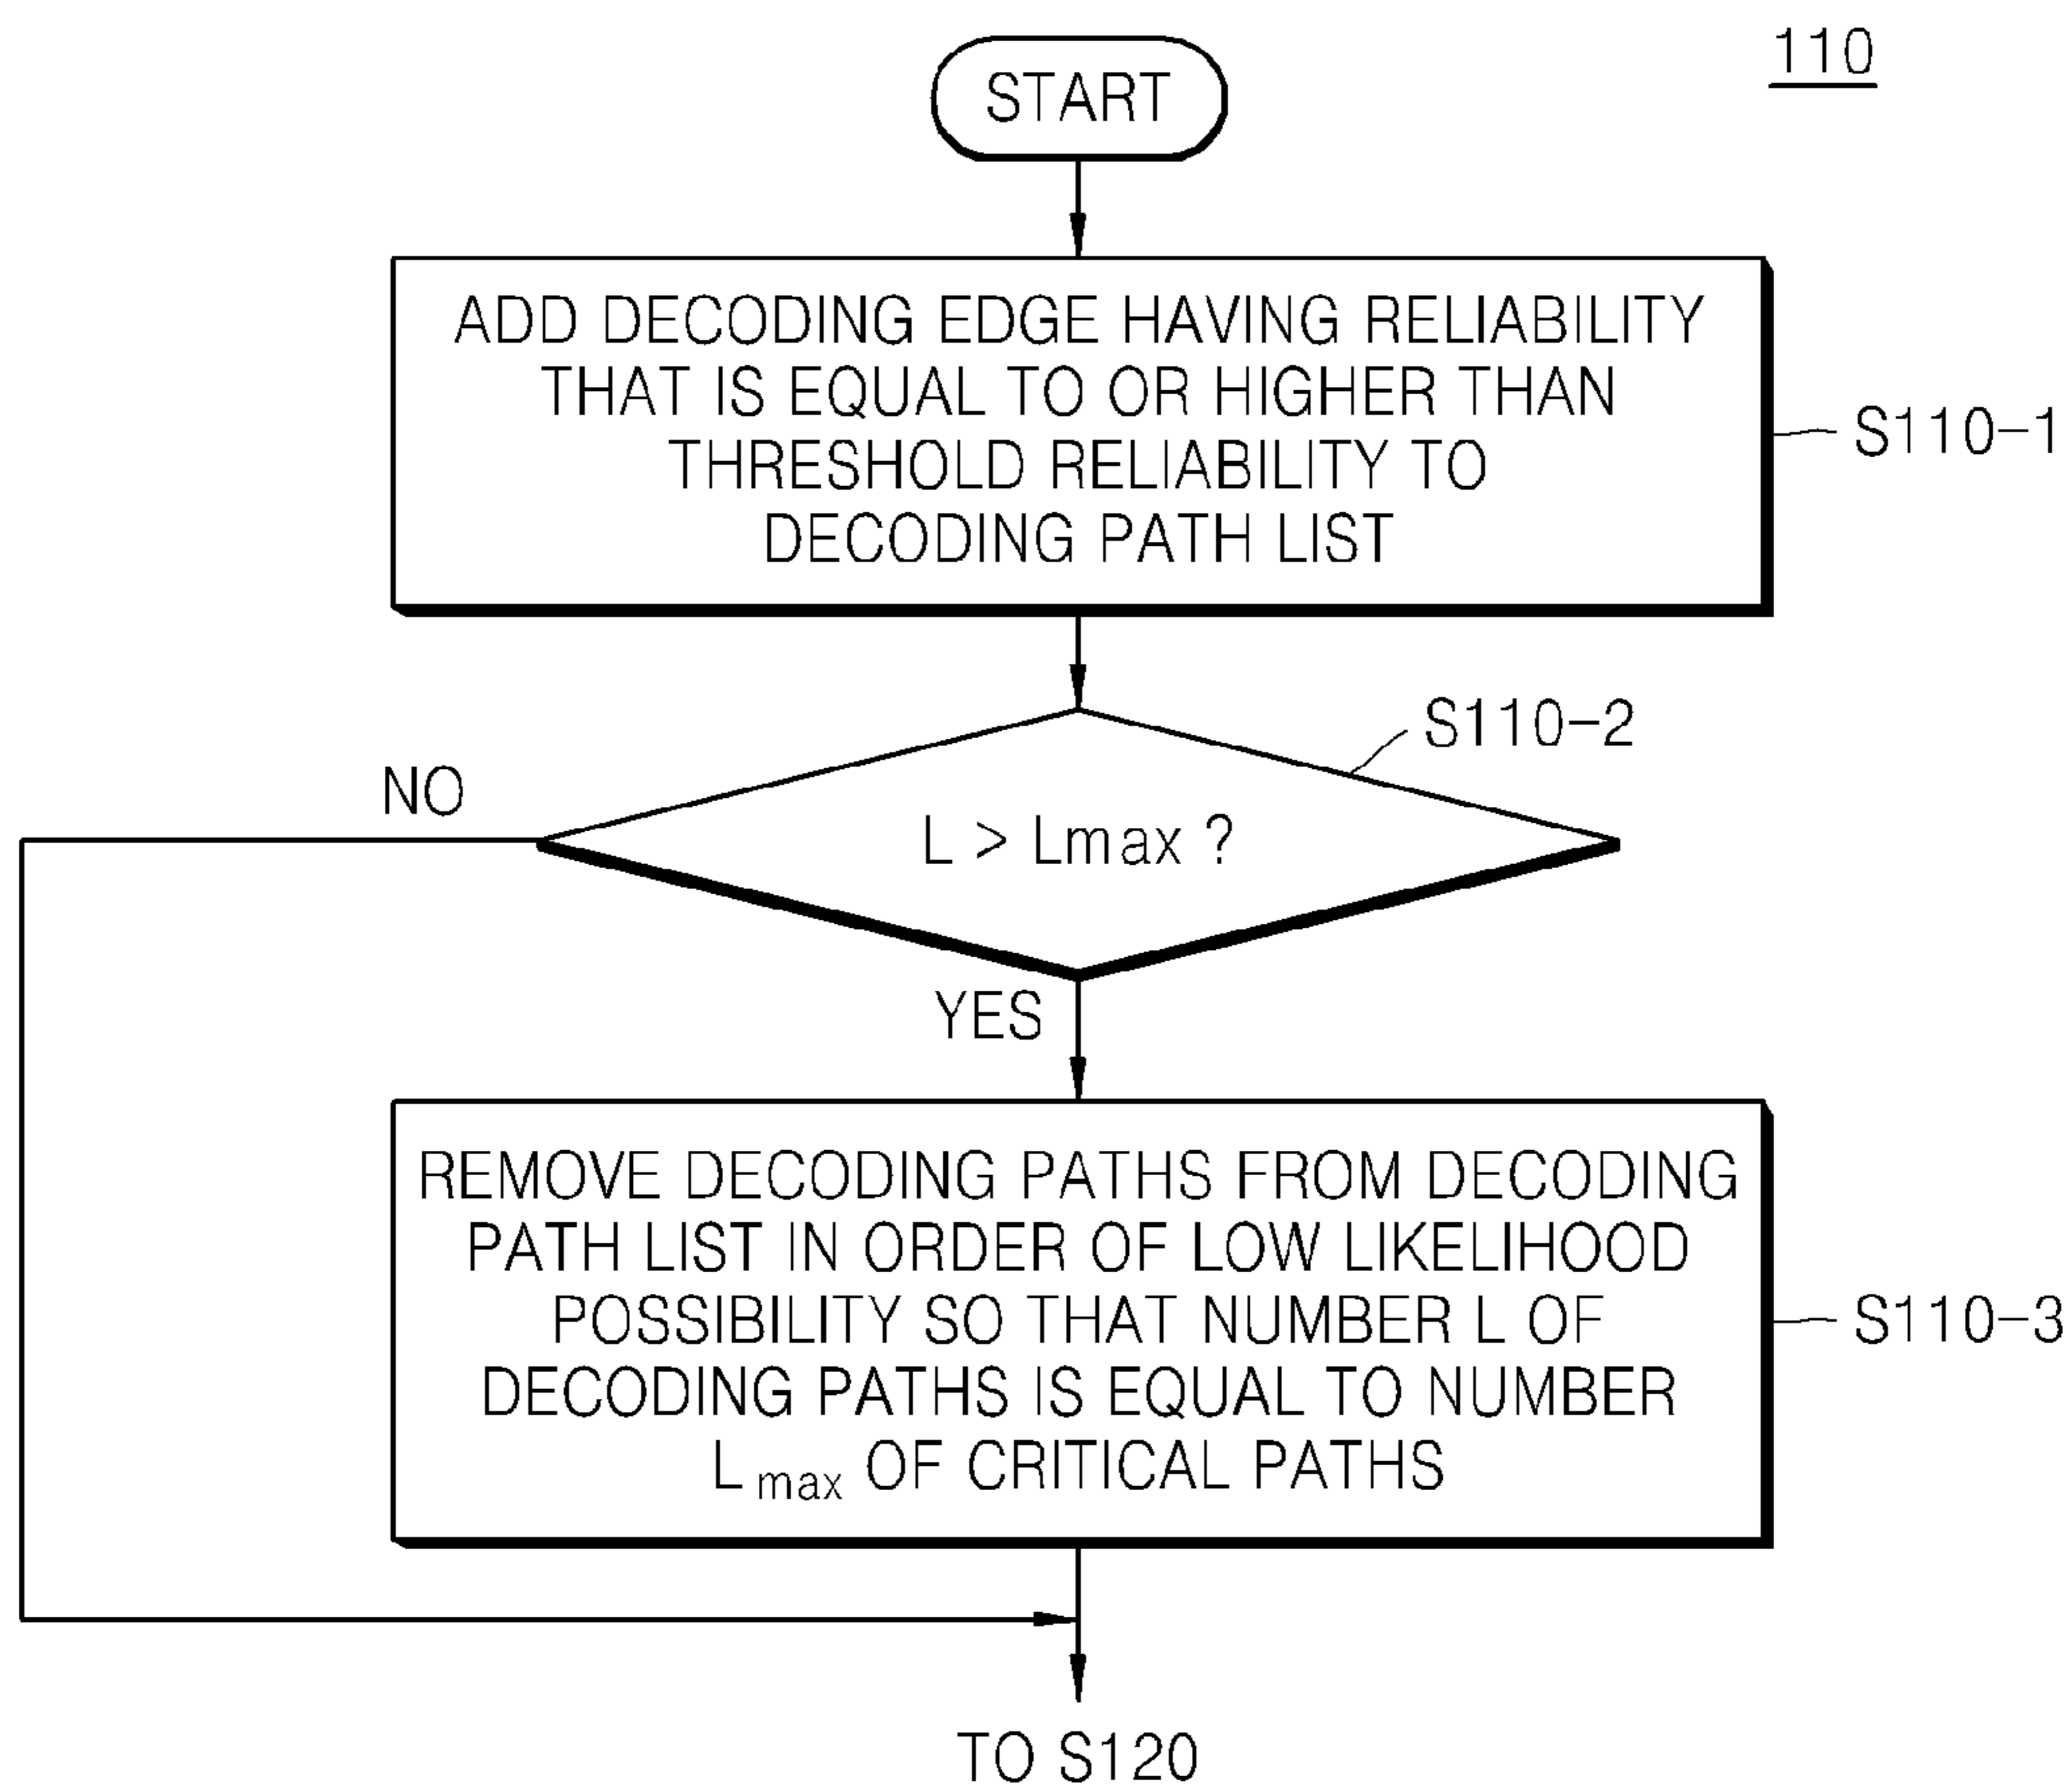 110
START
ADD DECODING EDGE HAVING RELIABILITY
THAT IS EQUAL TO OR HIGHER THAN
THRESHOLD RELIABILITY TO
DECODING PATH LIST
S110-1
S110-2
NO
L > Lmax ?
YES
REMOVE DECODING PATHS FROM DECODING
PATH LIST IN ORDER OF LOW LIKELIHOOD
POSSIBILITY SO THAT NUMBER L OF
DECODING PATHS IS EQUAL TO NUMBER
Lmax OF CRITICAL PATHS
S110-3
TO S120